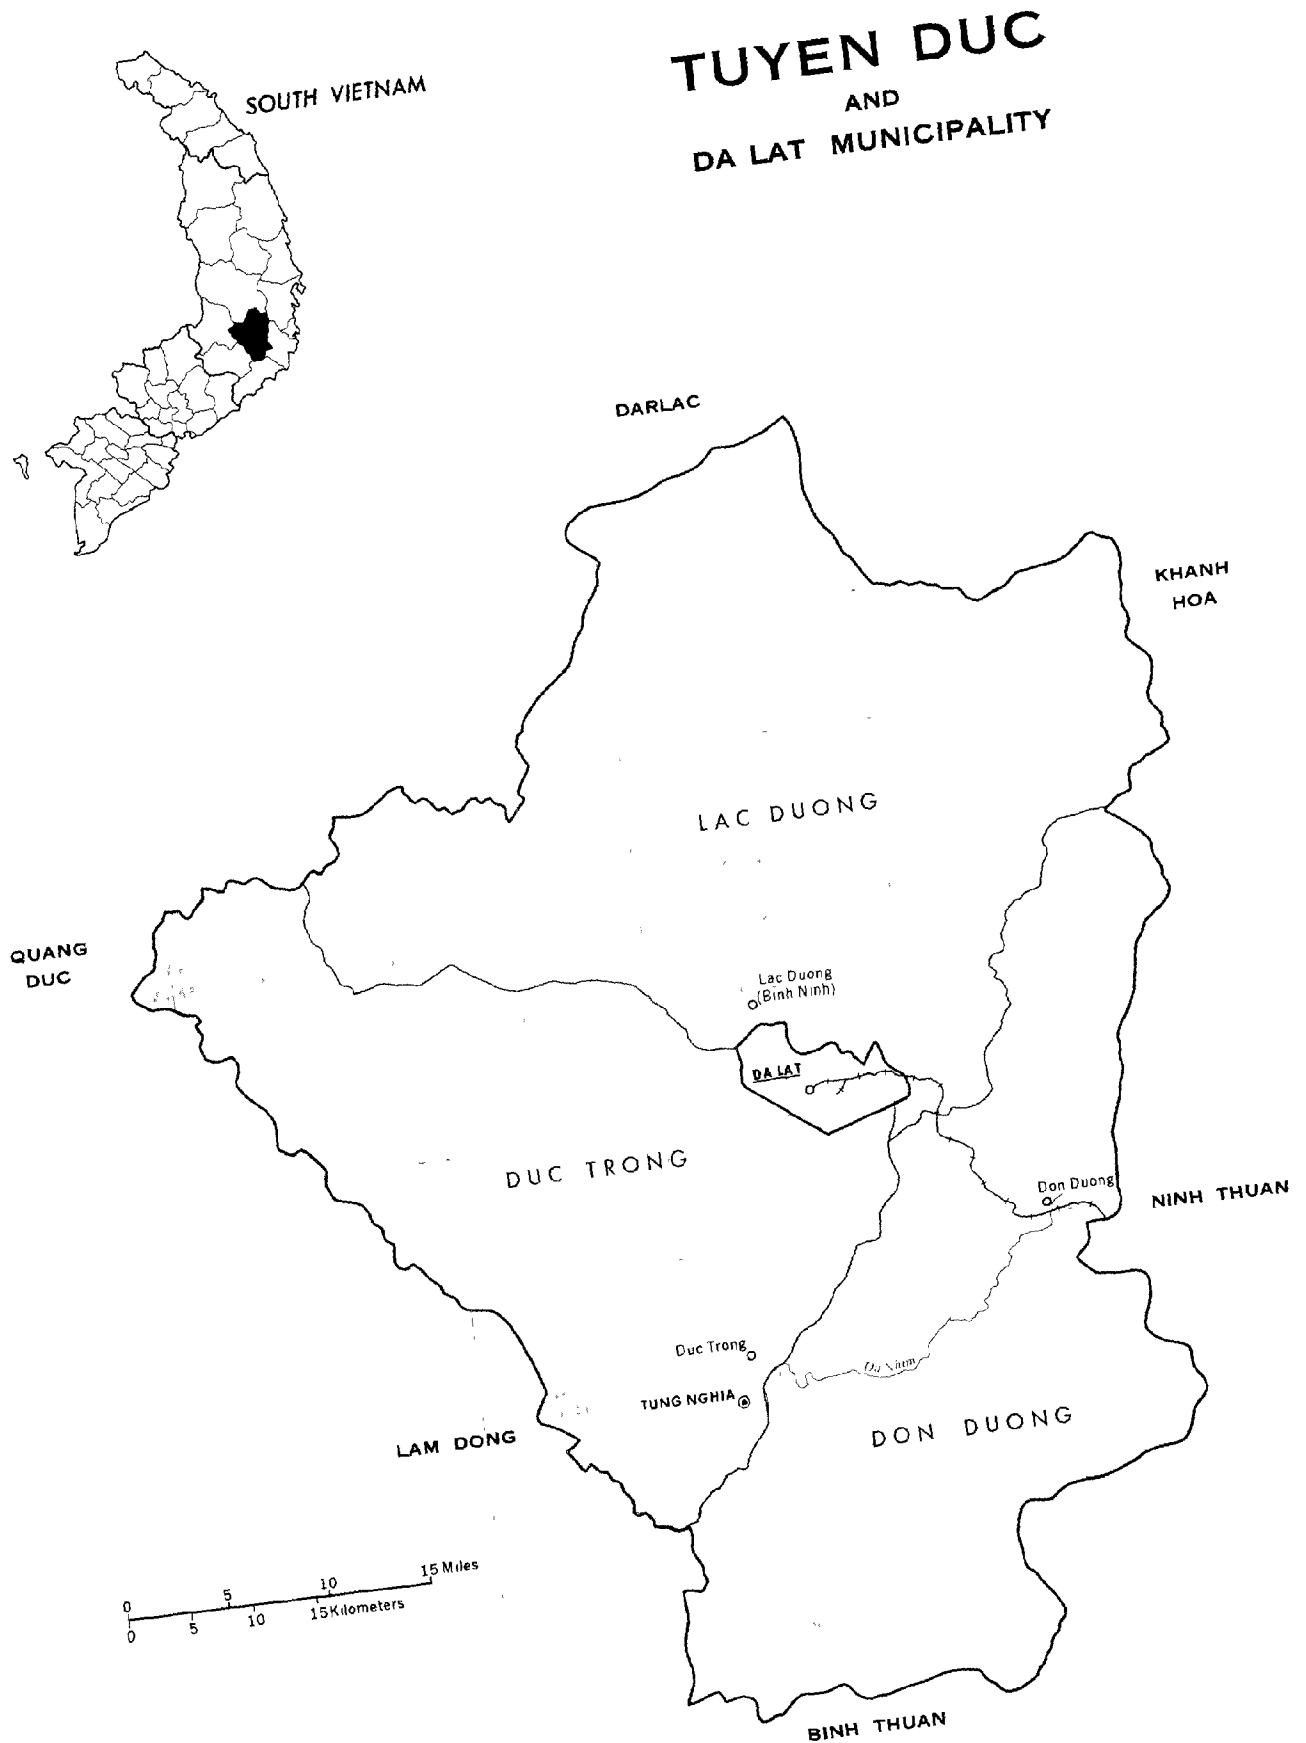 TUYEN DUC
AND
DA LAT MUNICIPALITY
SOUTH VIETNAM
DARLAC
KHANH
HOA
LAC DUONG
QUANG
DUC
Lac Duong
(Binh Ninh)
DA LAT
DUC TRONG
Don Duong
NINH THUAN
Duc Trong
Da Nhim
TUNG NGHIA
DON DUONG
LAM DONG
0 5 10 15 Miles
0 5 10 15 Kilometers
BINH THUAN